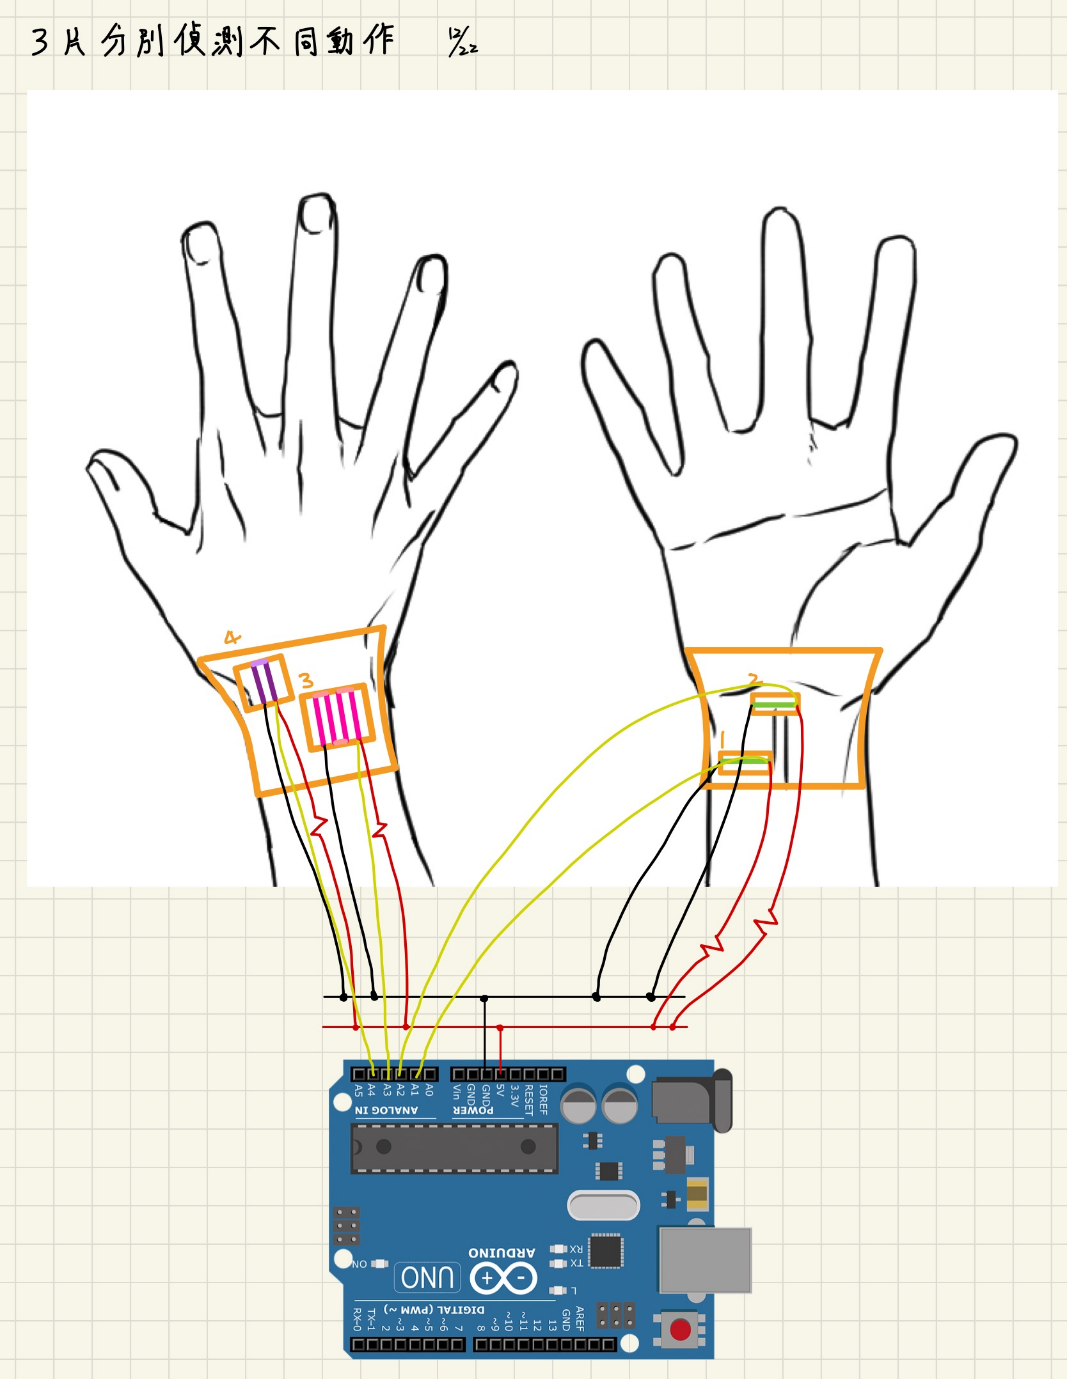 3片分別偵測不同動作 12/22
4
3
2
1
A5 A4 A3 A2 A1 A0 Vin GND GND 5V 3.3V RESET IOREF
ANALOG IN POWER
RX
TX
ARDUINO
ON
UNO
L
DIGITAL (PWM ~)
RX-0 TX-1 2 ~3 4 ~5 ~6 7 8 ~9 ~10 ~11 12 13 GND AREF